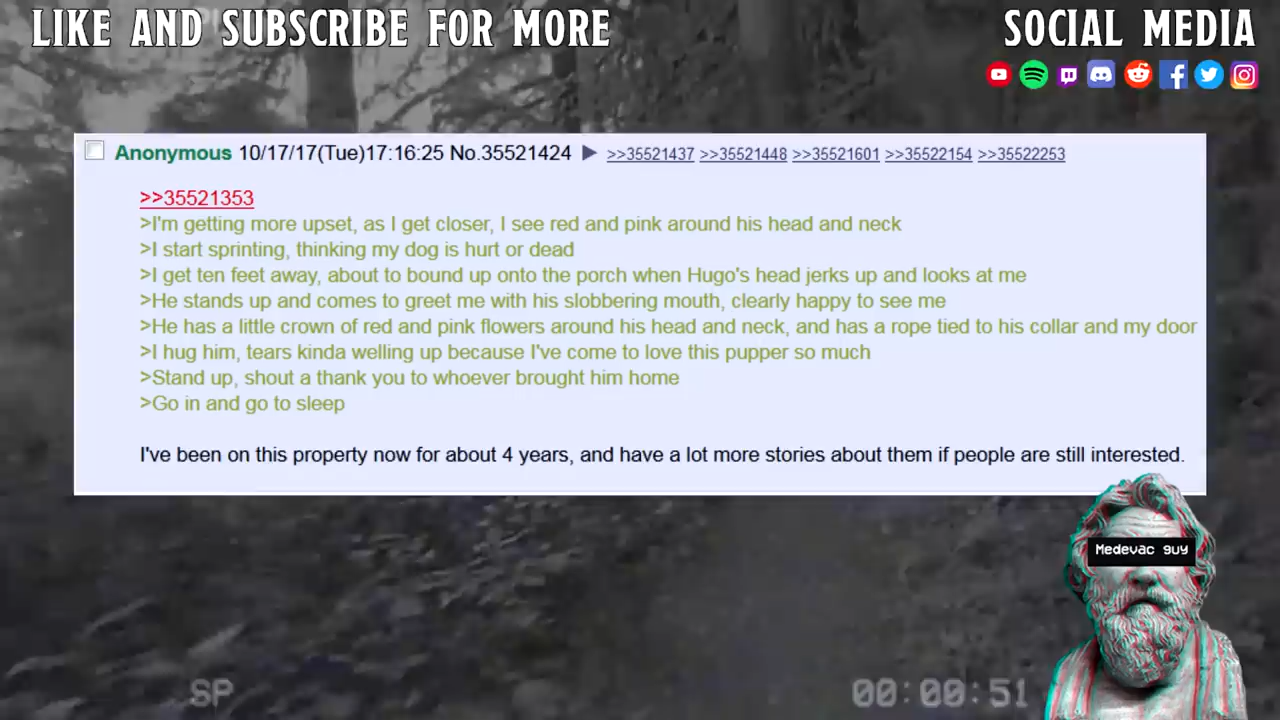 LIKE AND SUBSCRIBE FOR MORE
SOCIAL MEDIA
Anonymous 10/17/17(Tue)17:16:25 No.35521424 ▶ >>35521437 >>35521448 >>35521601 >>35522154 >>35522253
>>35521353
>I'm getting more upset, as I get closer, I see red and pink around his head and neck
>I start sprinting, thinking my dog is hurt or dead
>I get ten feet away, about to bound up onto the porch when Hugo's head jerks up and looks at me
>He stands up and comes to greet me with his slobbering mouth, clearly happy to see me
>He has a little crown of red and pink flowers around his head and neck, and has a rope tied to his collar and my door
>I hug him, tears kinda welling up because I've come to love this pupper so much
>Stand up, shout a thank you to whoever brought him home
>Go in and go to sleep
I've been on this property now for about 4 years, and have a lot more stories about them if people are still interested.
Medevac guy
SP
00:00:51